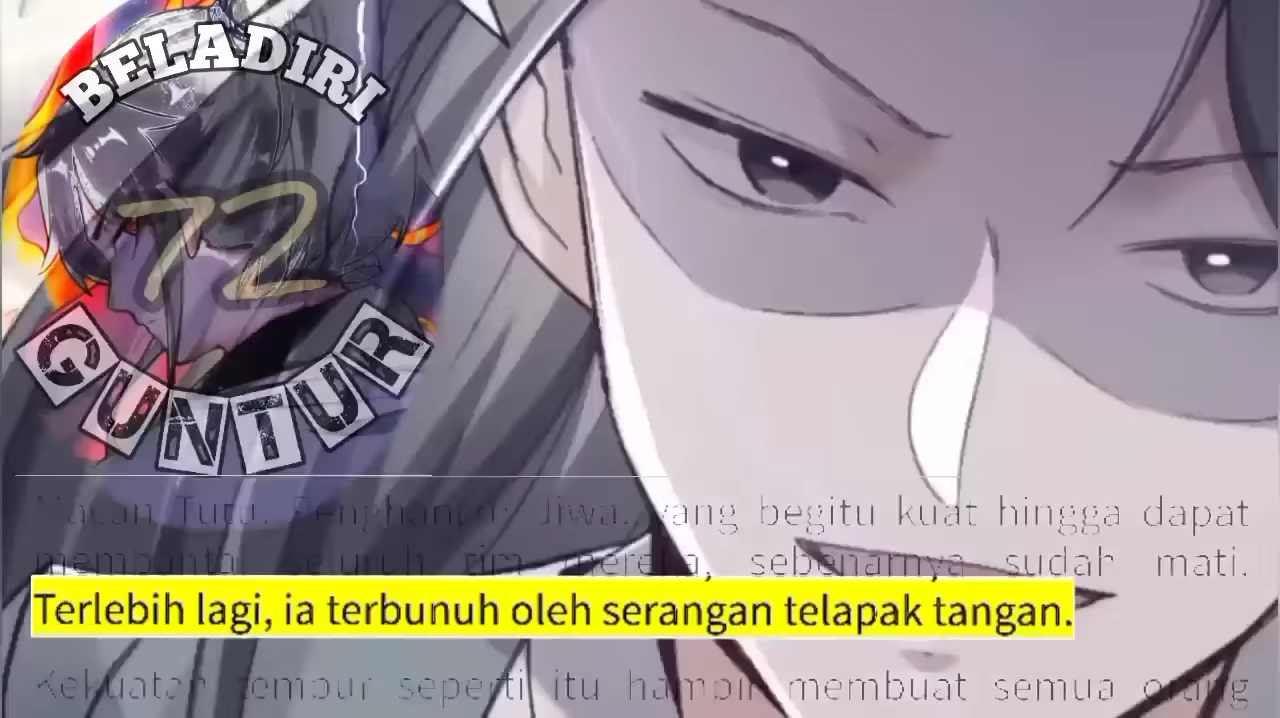 BELADIRI
72
GUNTUR
Macan Tutu. Penghancur Jiwa. yang begitu kuat hingga dapat
membantai seluruh tim mereka, sebenarnya sudah mati.
Terlebih lagi, ia terbunuh oleh serangan telapak tangan.
Kekuatan tempur seperti itu hampir membuat semua orang